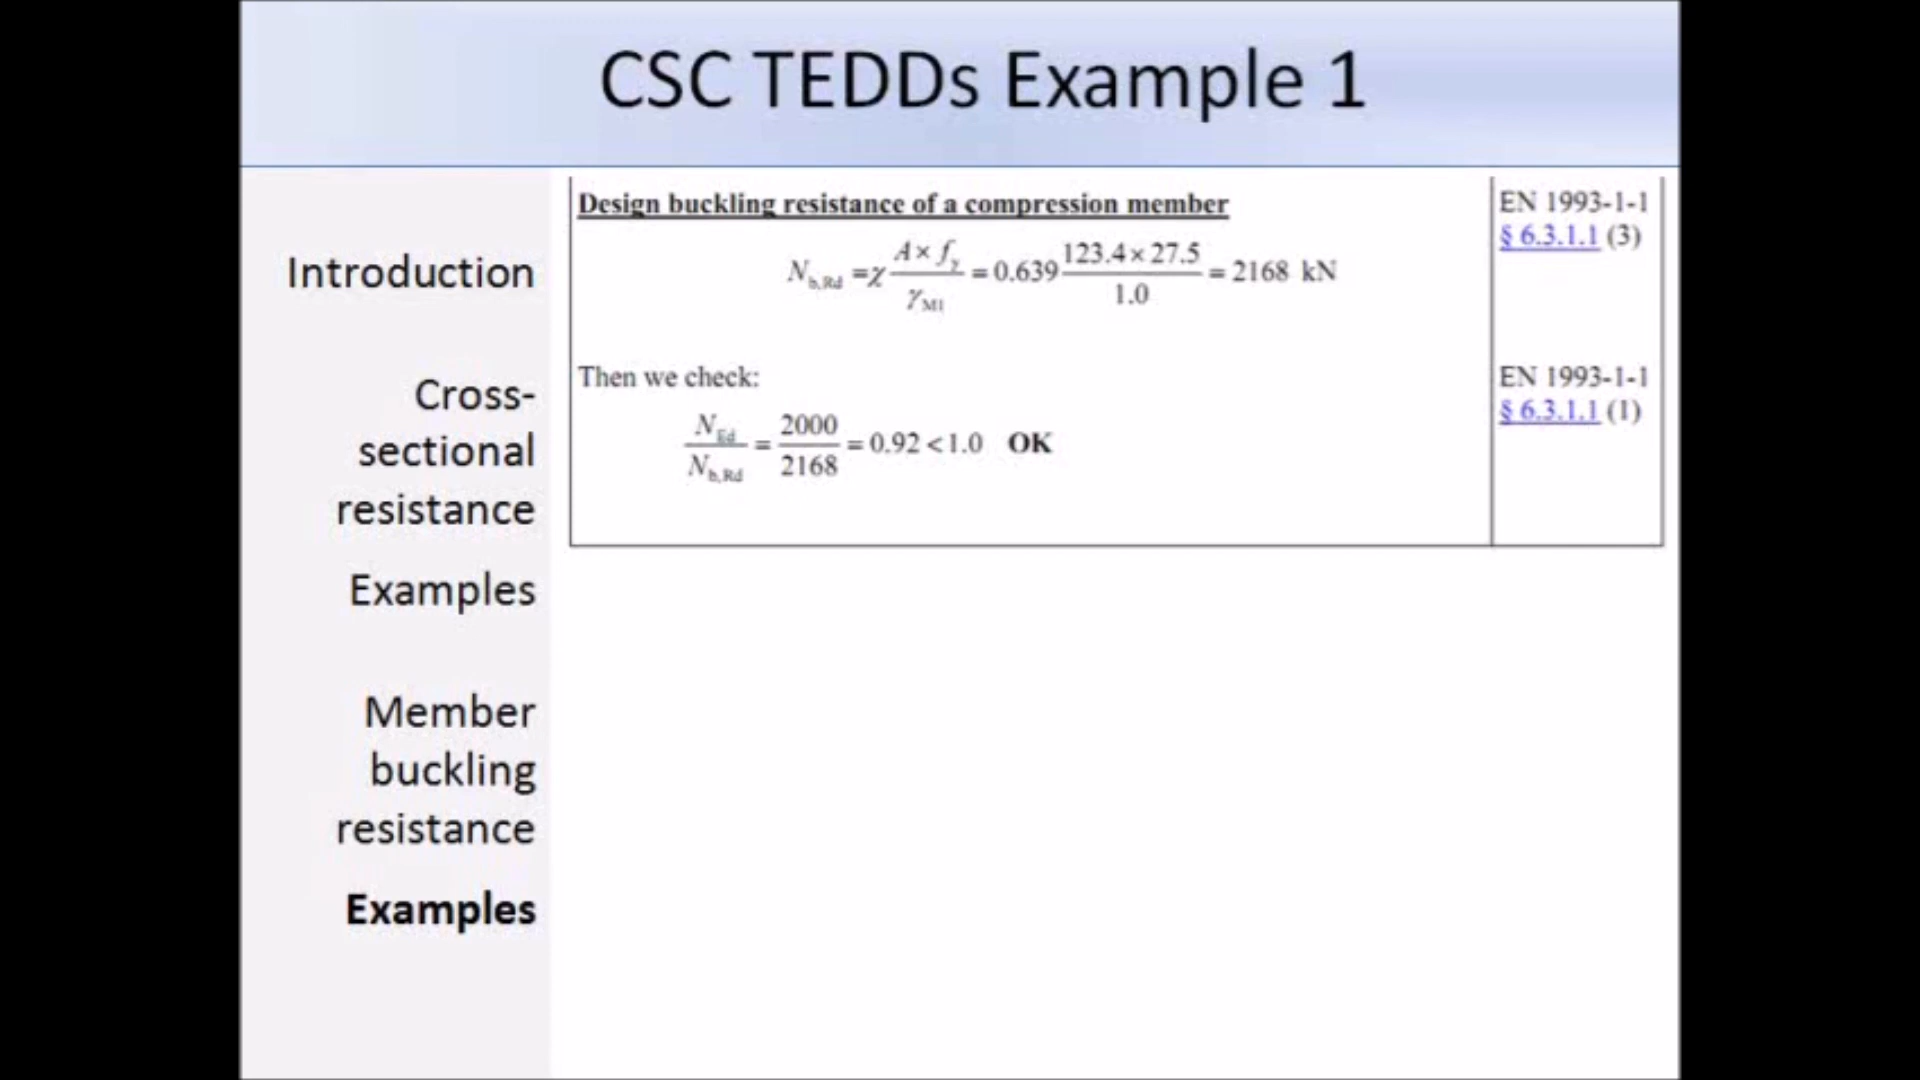 CSC TEDDs Example 1
Introduction
Cross-
sectional
resistance
Examples
Member
buckling
resistance
Examples
Design buckling resistance of a compression member
EN 1993-1-1
§ 6.3.1.1 (3)
N_b,Rd = χ (A × f_y) / γ_M1 = 0.639 (123.4 × 27.5) / 1.0 = 2168 kN
Then we check:
EN 1993-1-1
§ 6.3.1.1 (1)
N_Ed / N_b,Rd = 2000 / 2168 = 0.92 < 1.0 OK